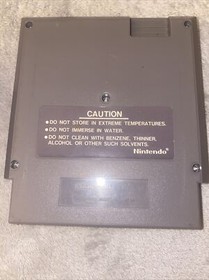 CAUTION
●DO NOT STORE IN EXTREME TEMPERATURES.
●DO NOT IMMERSE IN WATER.
●DO NOT CLEAN WITH BENZENE, THINNER,
ALCOHOL OR OTHER SUCH SOLVENTS.
Nintendo